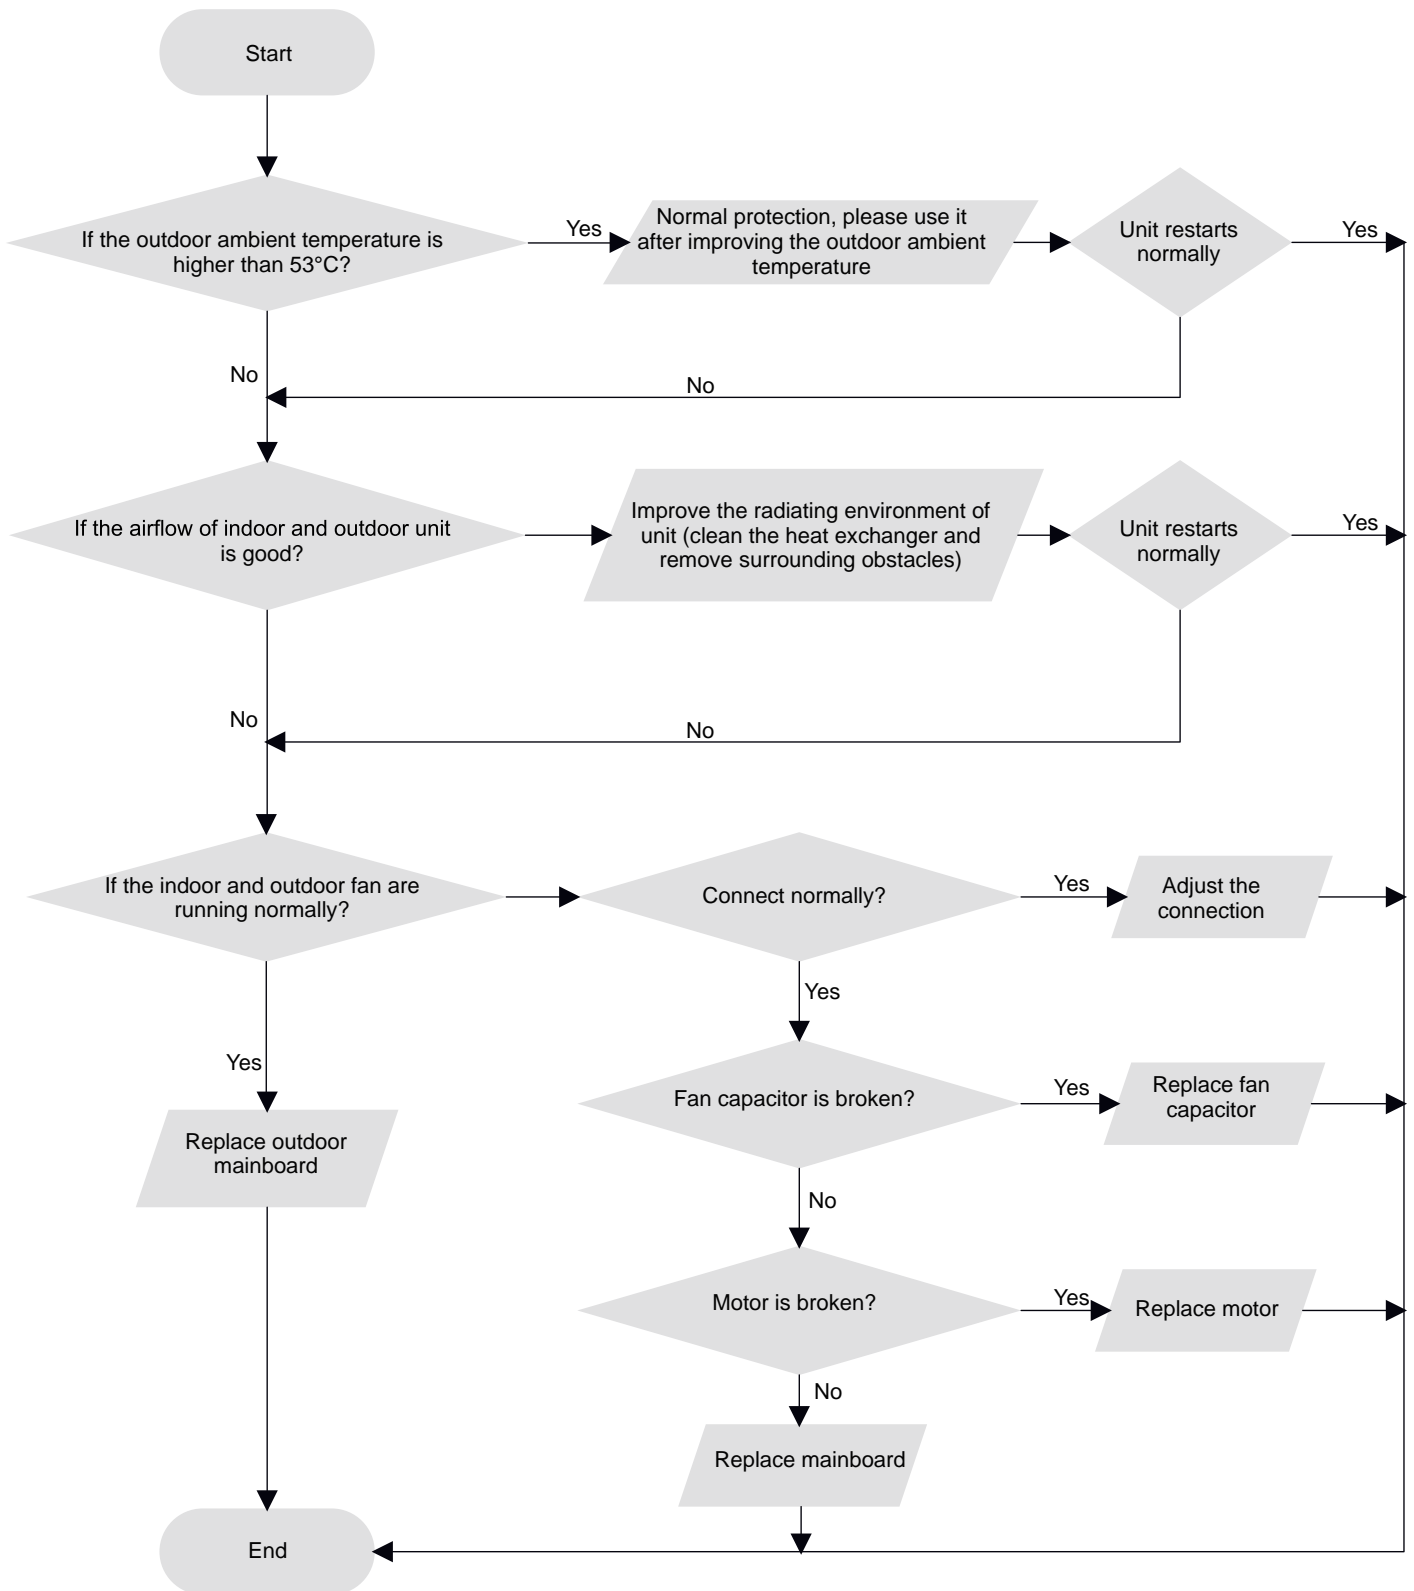 Start
If the outdoor ambient temperature is
higher than 53°C?
Yes
Normal protection, please use it
after improving the outdoor ambient
temperature
Unit restarts
normally
Yes
No
No
If the airflow of indoor and outdoor unit
is good?
Improve the radiating environment of
unit (clean the heat exchanger and
remove surrounding obstacles)
Unit restarts
normally
Yes
No
No
If the indoor and outdoor fan are
running normally?
Connect normally?
Yes
Adjust the
connection
Yes
Yes
Fan capacitor is broken?
Yes
Replace fan
capacitor
Replace outdoor
mainboard
No
Motor is broken?
Yes
Replace motor
No
Replace mainboard
End